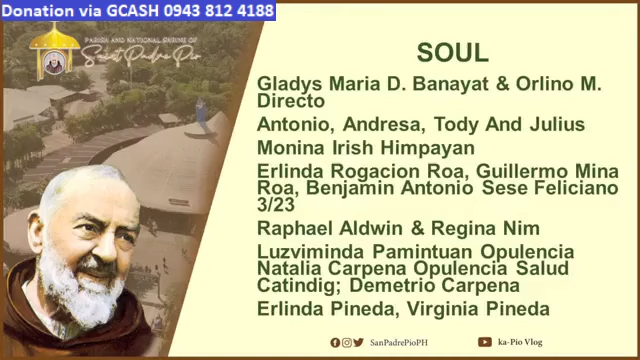 Donation via GCASH 0943 812 4188
PARISH AND NATIONAL SHRINE OF
Saint Padre Pio
SOUL
Gladys Maria D. Banayat & Orlino M.
Directo
Antonio, Andresa, Tody And Julius
Monina Irish Himpayan
Erlinda Rogacion Roa, Guillermo Mina
Roa, Benjamin Antonio Sese Feliciano
3/23
Raphael Aldwin & Regina Nim
Luzviminda Pamintuan Opulencia
Natalia Carpena Opulencia Salud
Catindig; Demetrio Carpena
Erlinda Pineda, Virginia Pineda
SanPadrePioPH
ka-Pio Vlog